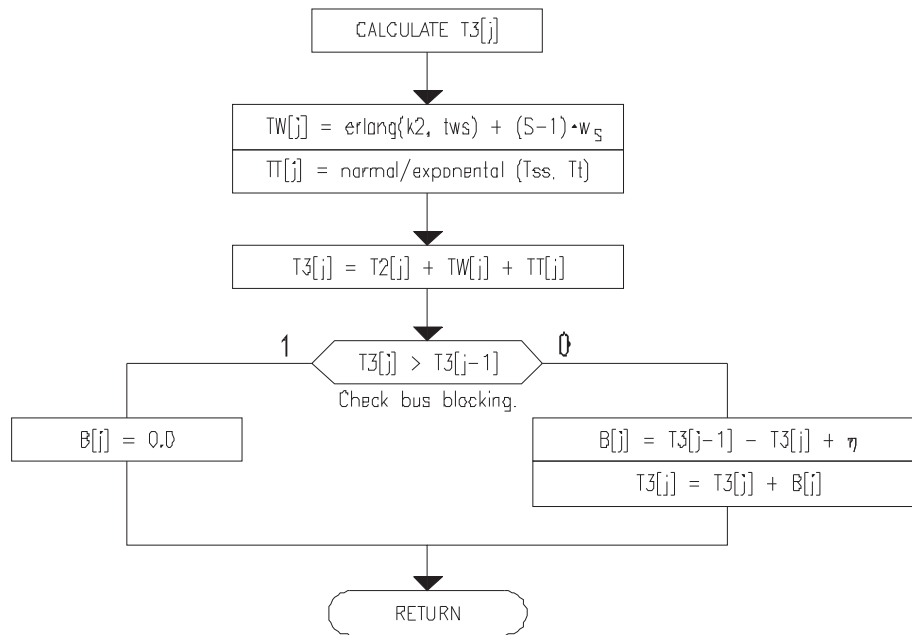 CALCULATE T3[j]
TW[j] = erlang(k2, tws) + (S-1)·w_S
TT[j] = normal/exponental (Tss, Tt)
T3[j] = T2[j] + TW[j] + TT[j]
1
T3[j] > T3[j-1]
0
Check bus blocking.
B[j] = 0.0
B[j] = T3[j-1] - T3[j] + η
T3[j] = T3[j] + B[j]
RETURN